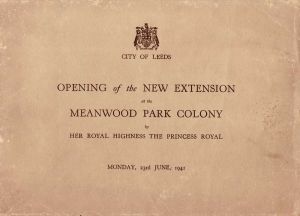 CITY OF LEEDS
OPENING of the NEW EXTENSION
at the
MEANWOOD PARK COLONY
by
HER ROYAL HIGHNESS THE PRINCESS ROYAL
MONDAY, 23rd JUNE, 1941